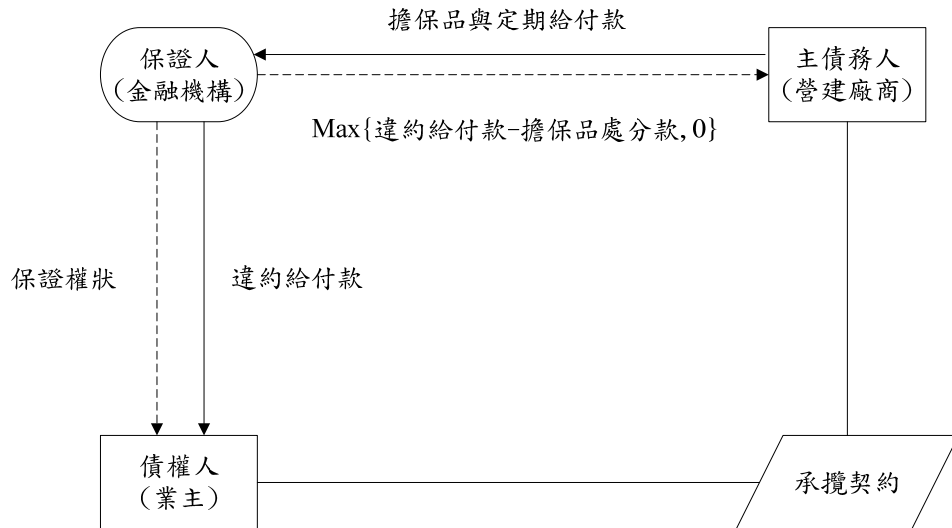 擔保品與定期給付款
保證人
（金融機構）
主債務人
（營建廠商）
Max{違約給付款-擔保品處分款, 0}
保證權狀
違約給付款
債權人
（業主）
承攬契約